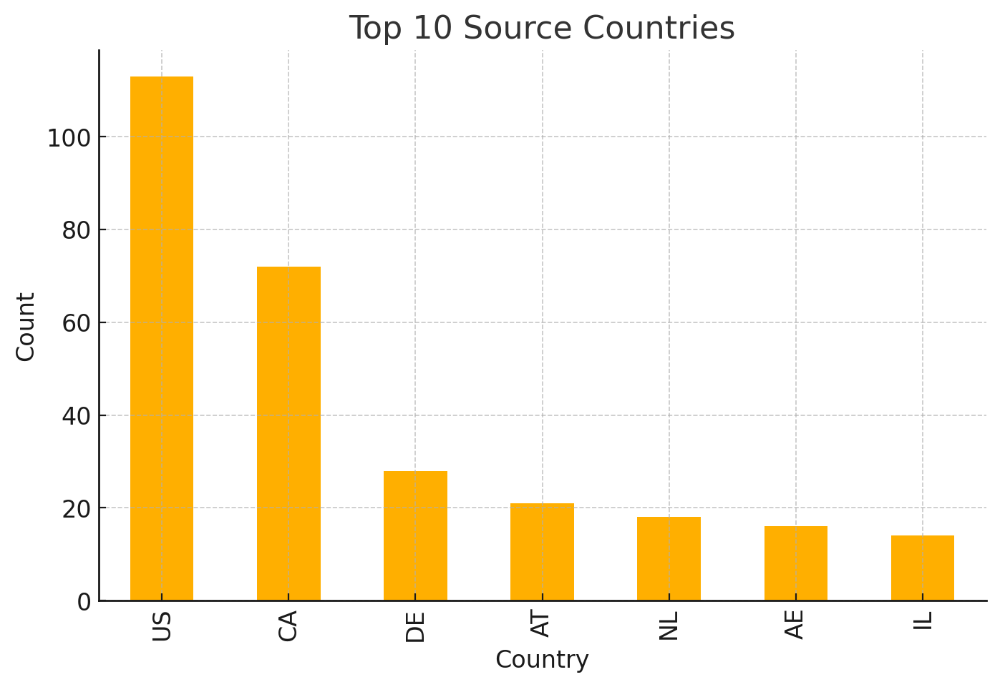 Top 10 Source Countries
Count
100
80
60
40
20
0
US
CA
DE
AT
NL
AE
IL
Country